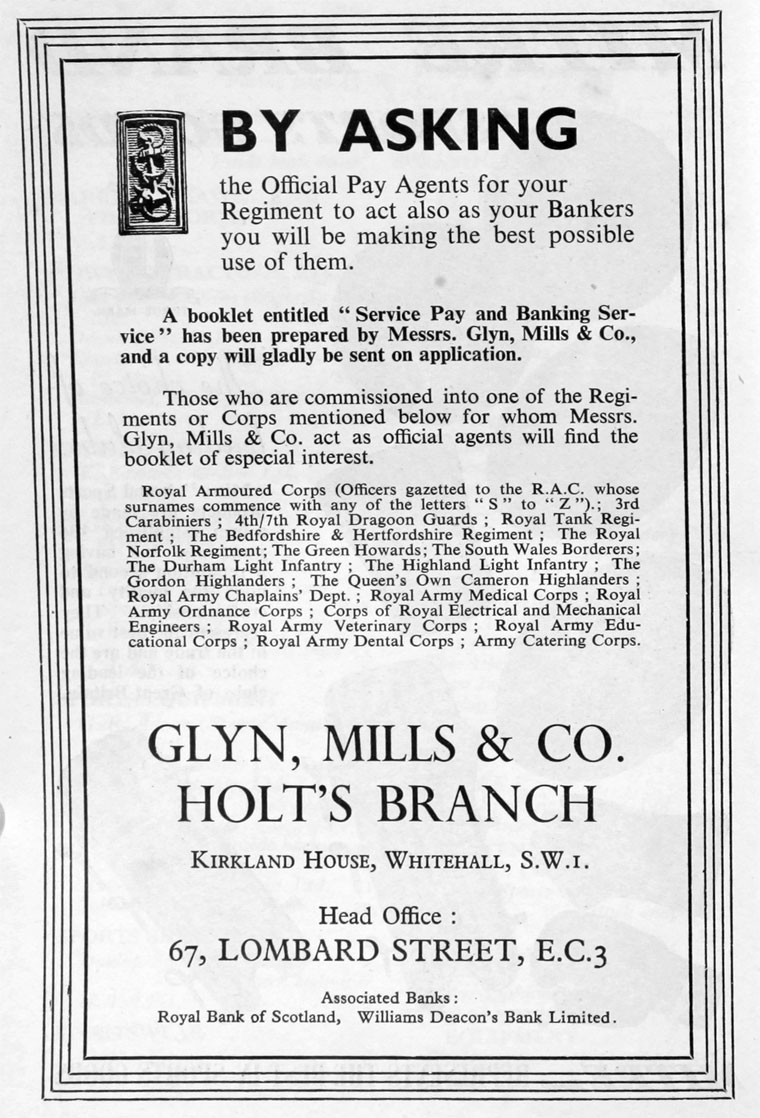 BY ASKING
the Official Pay Agents for your
Regiment to act also as your Bankers
you will be making the best possible
use of them.
A booklet entitled “ Service Pay and Banking Ser-
vice ” has been prepared by Messrs. Glyn, Mills & Co.,
and a copy will gladly be sent on application.
Those who are commissioned into one of the Regi-
ments or Corps mentioned below for whom Messrs.
Glyn, Mills & Co. act as official agents will find the
booklet of especial interest.
Royal Armoured Corps (Officers gazetted to the R.A.C. whose
surnames commence with any of the letters “ S ” to “ Z ”).; 3rd
Carabiniers ; 4th/7th Royal Dragoon Guards ; Royal Tank Regi-
ment ; The Bedfordshire & Hertfordshire Regiment ; The Royal
Norfolk Regiment; The Green Howards; The South Wales Borderers;
The Durham Light Infantry ; The Highland Light Infantry ; The
Gordon Highlanders ; The Queen's Own Cameron Highlanders ;
Royal Army Chaplains' Dept. ; Royal Army Medical Corps ; Royal
Army Ordnance Corps ; Corps of Royal Electrical and Mechanical
Engineers ; Royal Army Veterinary Corps ; Royal Army Edu-
cational Corps ; Royal Army Dental Corps ; Army Catering Corps.
GLYN, MILLS & CO.
HOLT'S BRANCH
KIRKLAND HOUSE, WHITEHALL, S.W.1.
Head Office :
67, LOMBARD STREET, E.C.3
Associated Banks :
Royal Bank of Scotland, Williams Deacon's Bank Limited.